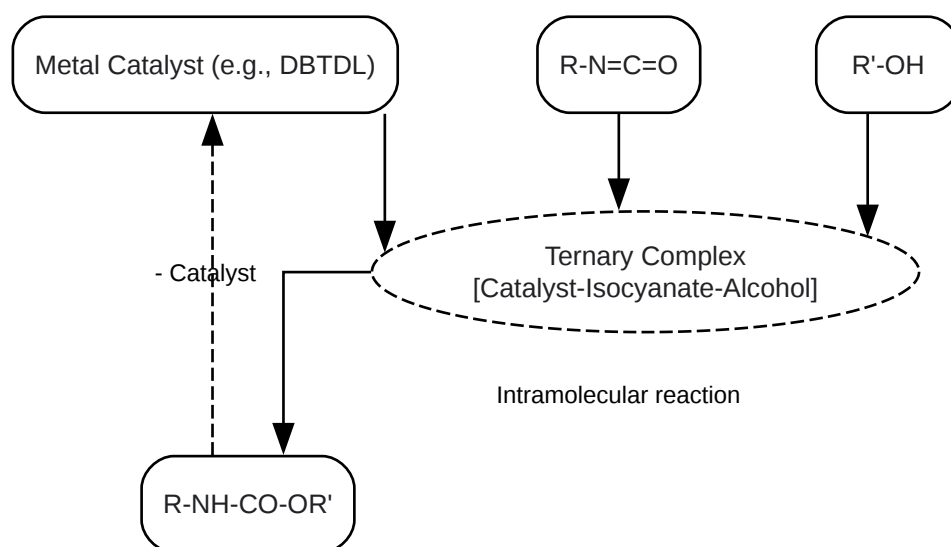 Metal Catalyst (e.g., DBTDL)
R-N=C=O
R'-OH
Ternary Complex
[Catalyst-Isocyanate-Alcohol]
- Catalyst
Intramolecular reaction
R-NH-CO-OR'